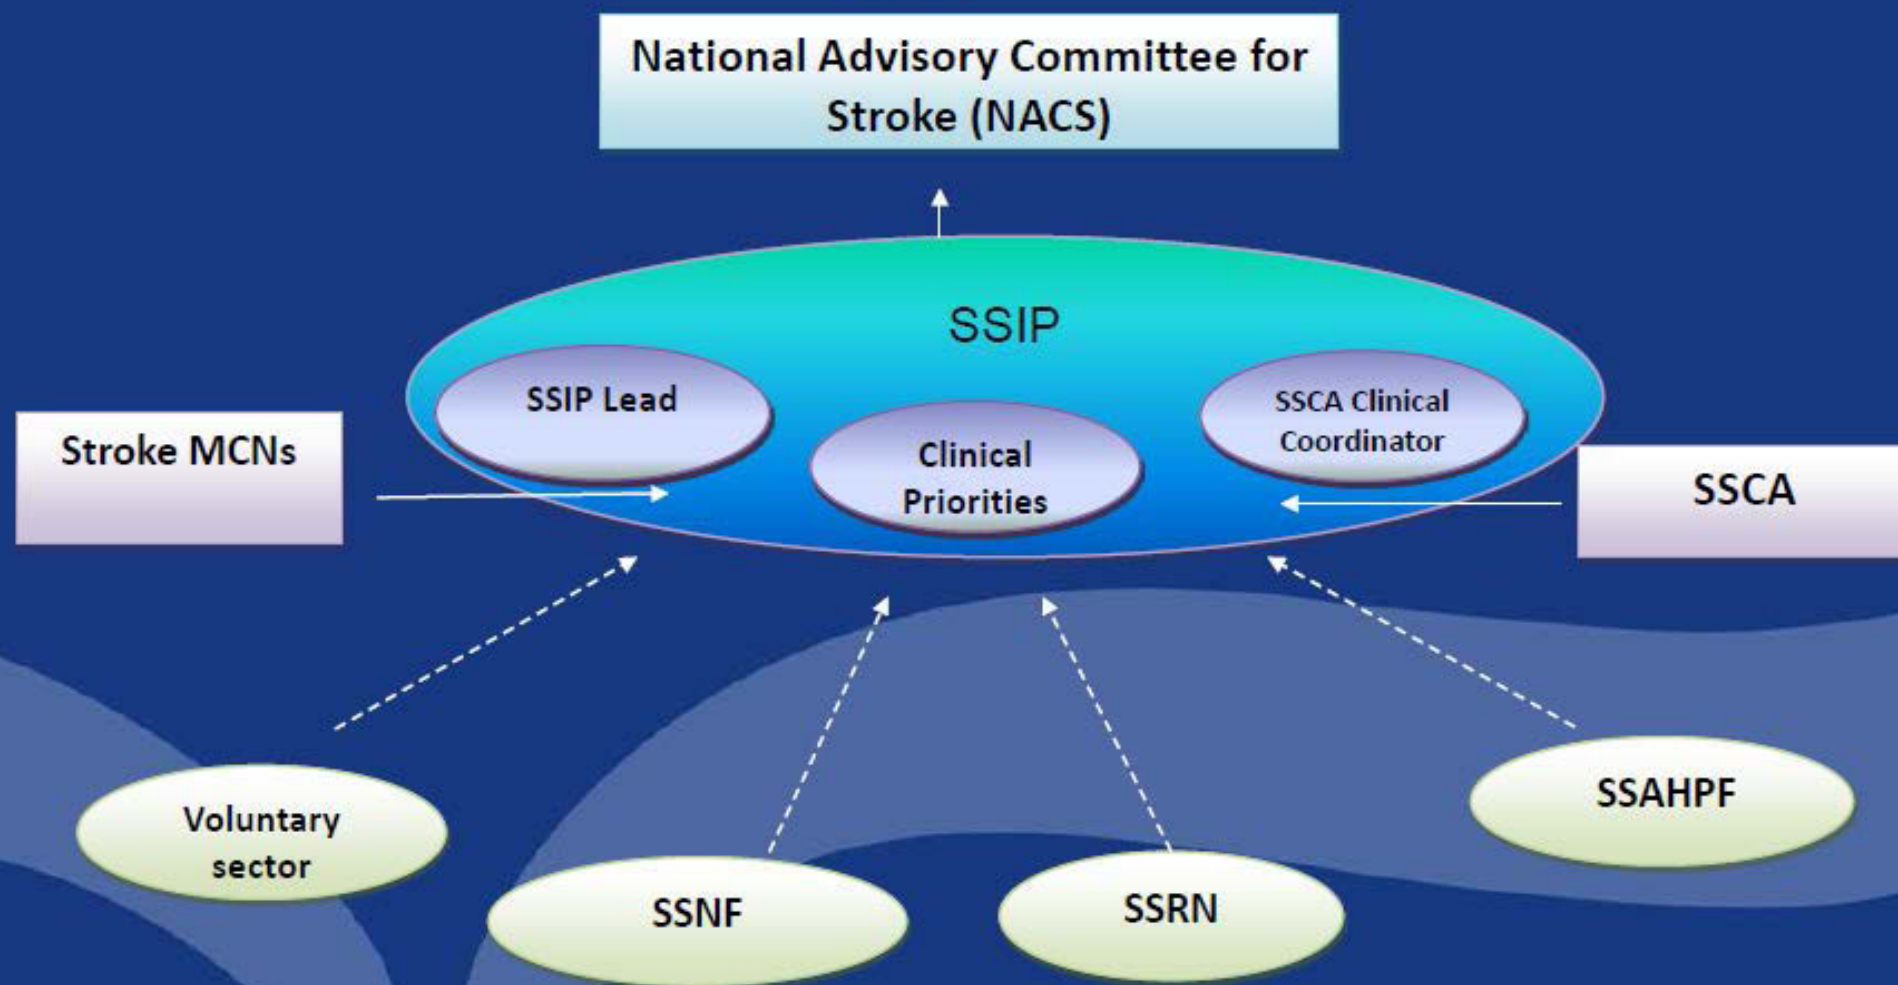 National Advisory Committee for
Stroke (NACS)
SSIP
SSIP Lead
Clinical
Priorities
SSCA Clinical
Coordinator
Stroke MCNs
SSCA
Voluntary
sector
SSNF
SSRN
SSAHPF